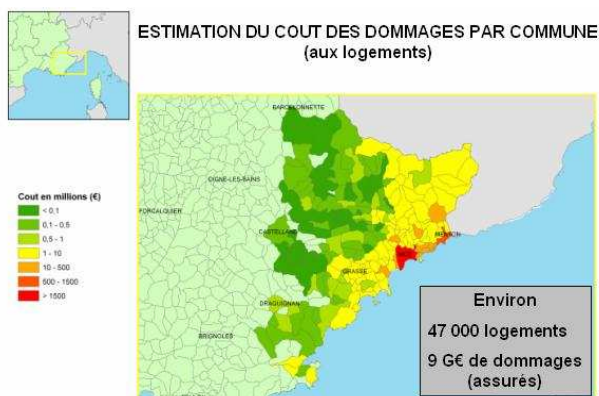 ESTIMATION DU COUT DES DOMMAGES PAR COMMUNE
(aux logements)
BARCELONNETTE
DIGNE-LES-BAINS
FORCALQUIER
CASTELLANE
MENTON
GRASSE
DRAGUIGNAN
BRIGNOLES
Cout en millions (€)
< 0,1
0,1 - 0,5
0,5 - 1
1 - 10
10 - 500
500 - 1500
> 1500
Environ
47 000 logements
9 G€ de dommages
(assurés)